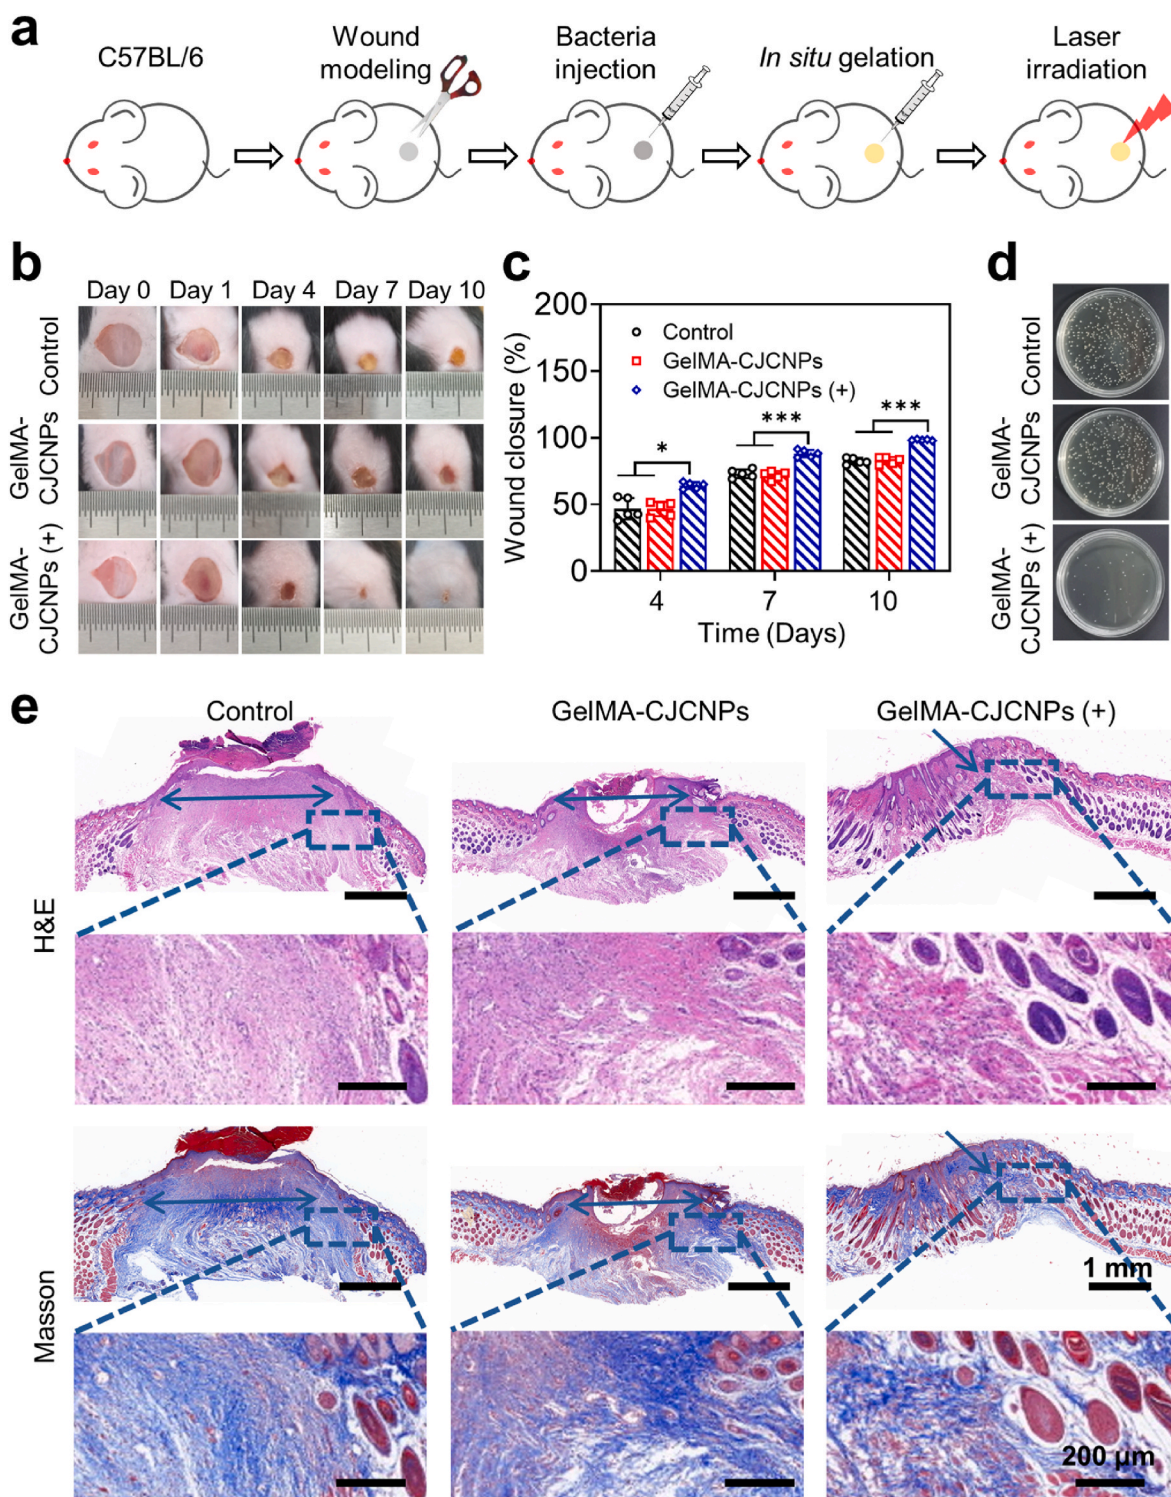 a
C57BL/6
Wound
modeling
Bacteria
injection
In situ gelation
Laser
irradiation
b
Day 0
Day 1
Day 4
Day 7
Day 10
Control
GelMA-
CJCNPs
GelMA-
CJCNPs (+)
c
Wound closure (%)
200
150
100
50
0
Control
GelMA-CJCNPs
GelMA-CJCNPs (+)
*
***
***
4
7
10
Time (Days)
d
Control
GelMA-
CJCNPs
GelMA-
CJCNPs (+)
e
Control
GelMA-CJCNPs
GelMA-CJCNPs (+)
H&E
Masson
1 mm
200 μm